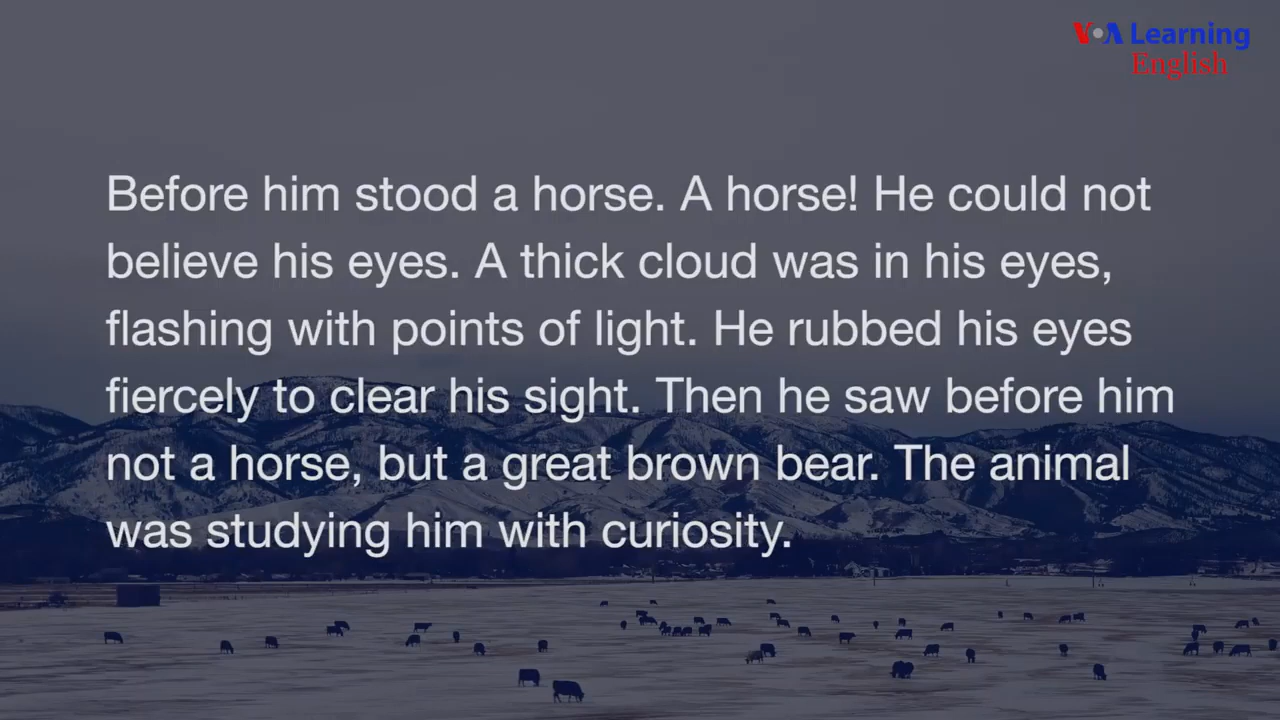 VOA Learning
English
Before him stood a horse. A horse! He could not
believe his eyes. A thick cloud was in his eyes,
flashing with points of light. He rubbed his eyes
fiercely to clear his sight. Then he saw before him
not a horse, but a great brown bear. The animal
was studying him with curiosity.